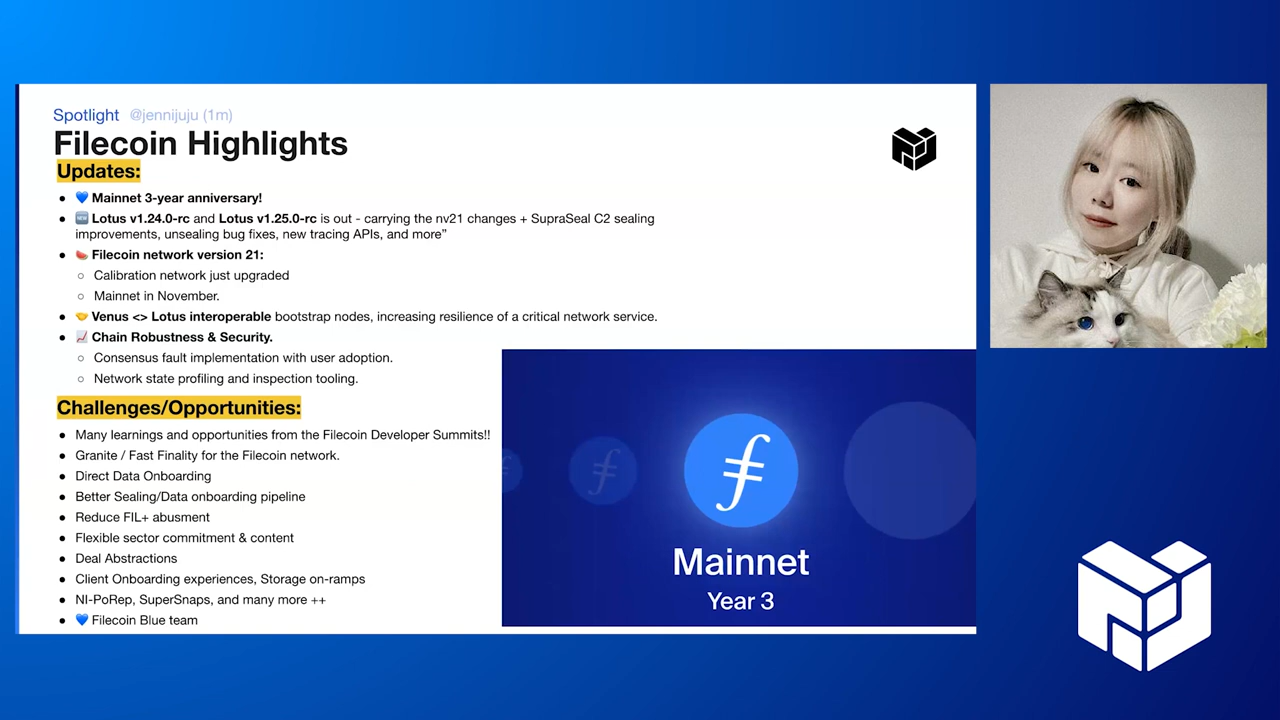 Spotlight @jennijuju (1m)
Filecoin Highlights
Updates:
● 💙 Mainnet 3-year anniversary!
● 🆕 Lotus v1.24.0-rc and Lotus v1.25.0-rc is out - carrying the nv21 changes + SupraSeal C2 sealing
improvements, unsealing bug fixes, new tracing APIs, and more”
● 🍉 Filecoin network version 21:
○ Calibration network just upgraded
○ Mainnet in November.
● 🤝 Venus <> Lotus interoperable bootstrap nodes, increasing resilience of a critical network service.
● 📈 Chain Robustness & Security.
○ Consensus fault implementation with user adoption.
○ Network state profiling and inspection tooling.
Challenges/Opportunities:
● Many learnings and opportunities from the Filecoin Developer Summits!!
● Granite / Fast Finality for the Filecoin network.
● Direct Data Onboarding
● Better Sealing/Data onboarding pipeline
● Reduce FIL+ abusment
● Flexible sector commitment & content
● Deal Abstractions
● Client Onboarding experiences, Storage on-ramps
● NI-PoRep, SuperSnaps, and many more ++
● 💙 Filecoin Blue team
Mainnet
Year 3